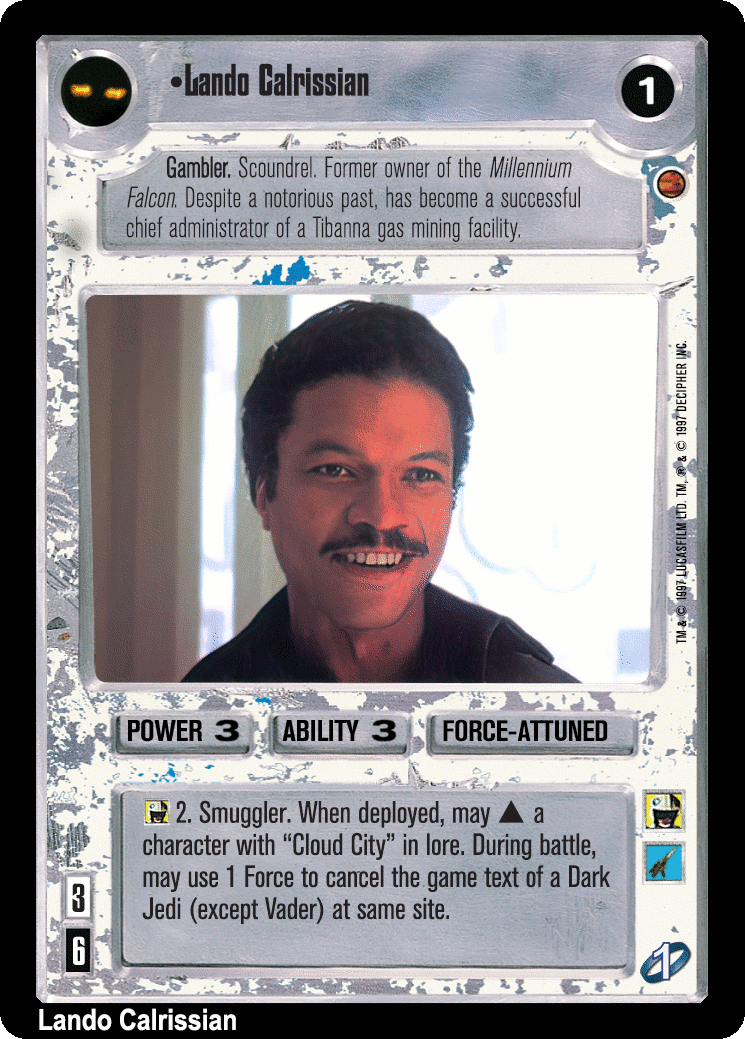 •Lando Calrissian
1
Gambler. Scoundrel. Former owner of the Millennium
Falcon. Despite a notorious past, has become a successful
chief administrator of a Tibanna gas mining facility.
TM & © 1997 LUCASFILM LTD. TM, ® & © 1997 DECIPHER INC.
POWER 3
ABILITY 3
FORCE-ATTUNED
2. Smuggler. When deployed, may ▲ a
character with “Cloud City” in lore. During battle,
may use 1 Force to cancel the game text of a Dark
Jedi (except Vader) at same site.
3
6
1
Lando Calrissian